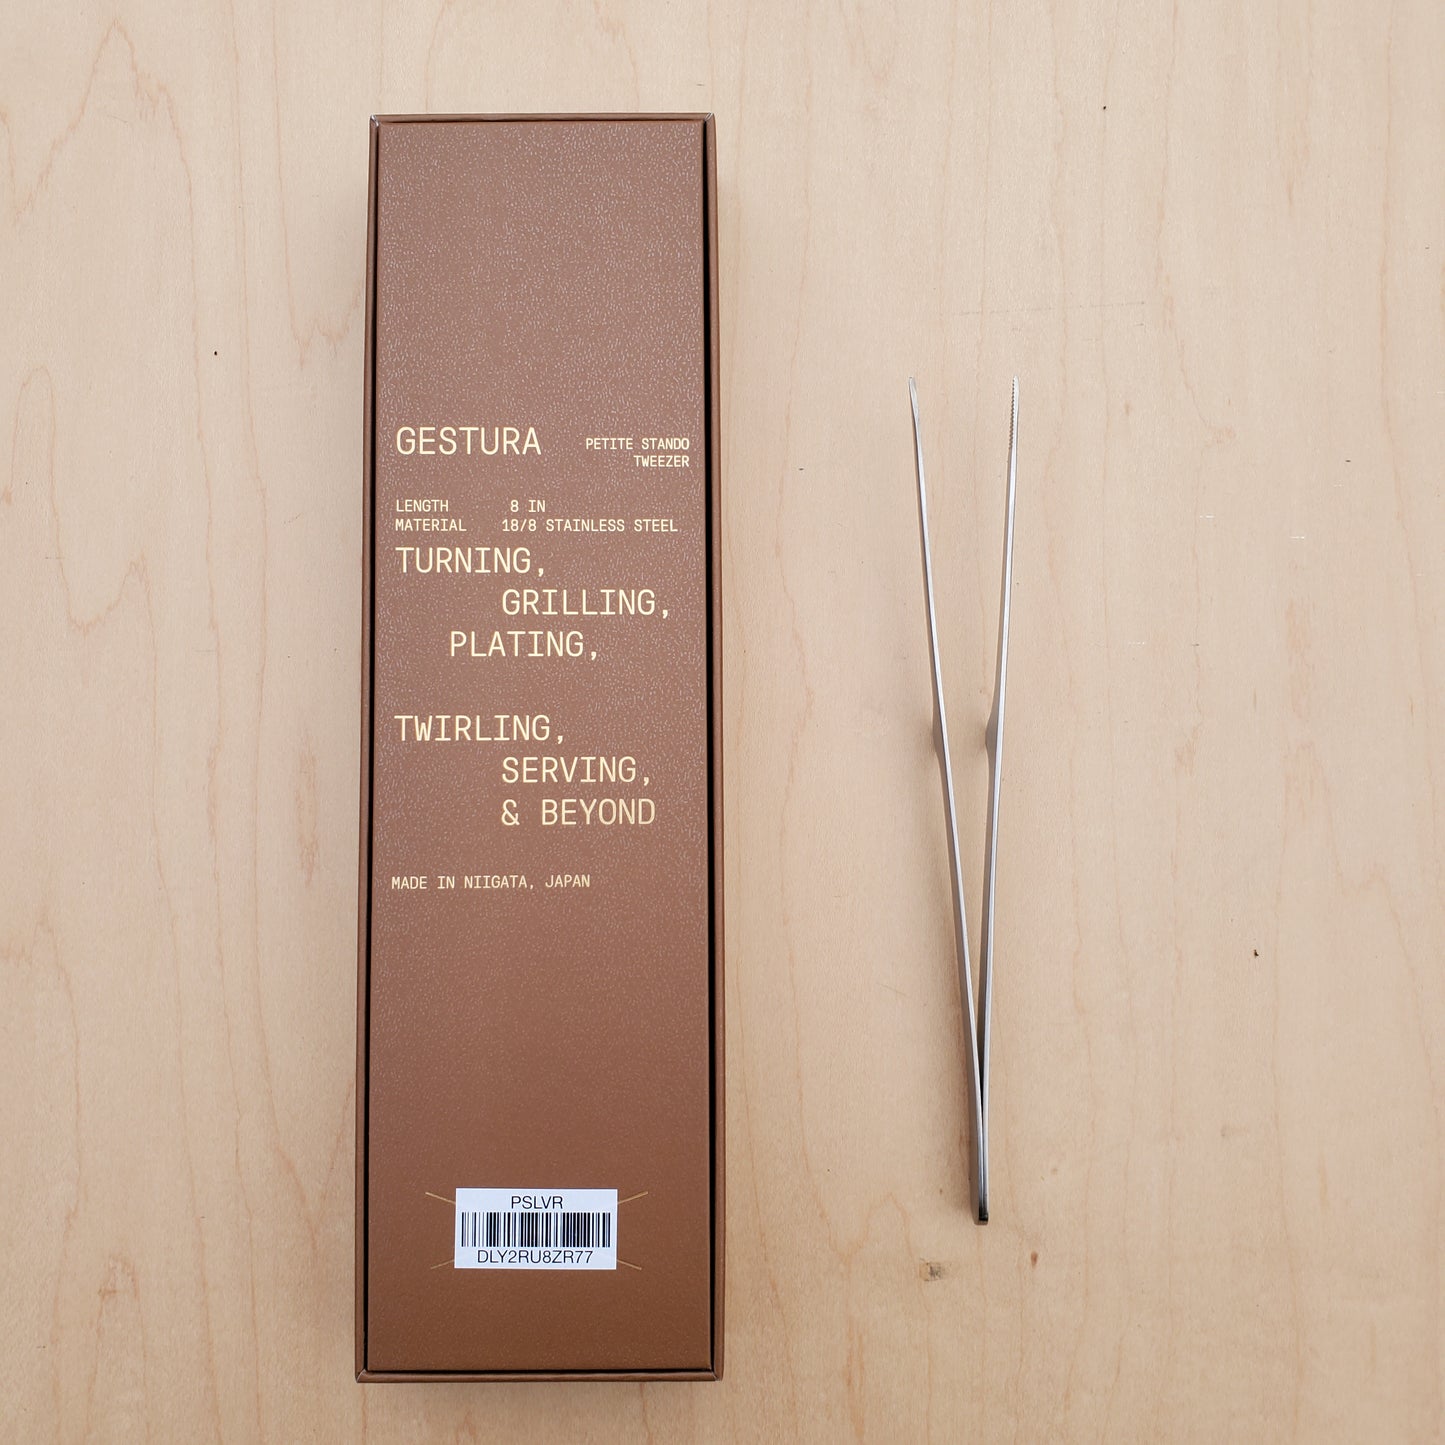 GESTURA
PETITE STANDO
TWEEZER
LENGTH 8 IN
MATERIAL 18/8 STAINLESS STEEL
TURNING,
GRILLING,
PLATING,
TWIRLING,
SERVING,
& BEYOND
MADE IN NIIGATA, JAPAN
PSLVR
DLY2RU8ZR77